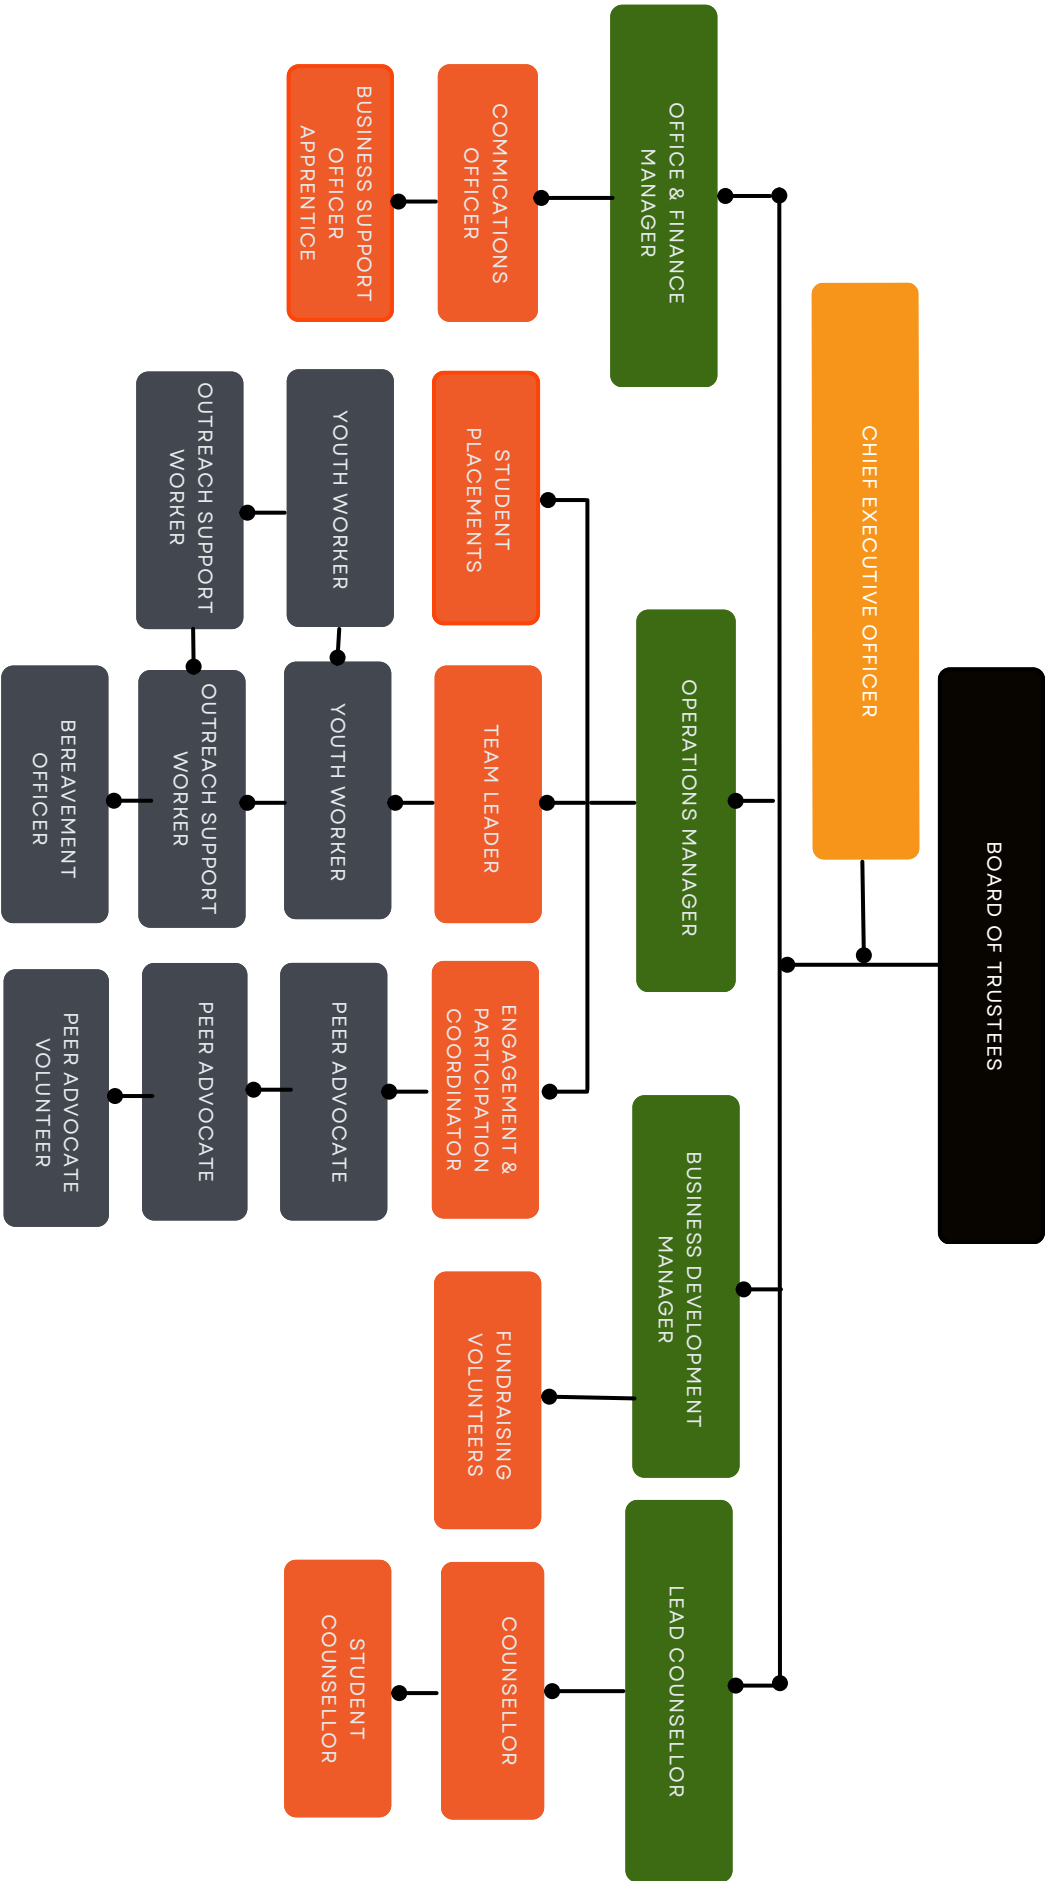 BOARD OF TRUSTEES
CHIEF EXECUTIVE OFFICER
OFFICE & FINANCE
MANAGER
OPERATIONS MANAGER
BUSINESS DEVELOPMENT
MANAGER
LEAD COUNSELLOR
COMMICATIONS
OFFICER
STUDENT
PLACEMENTS
TEAM LEADER
ENGAGEMENT &
PARTICIPATION
COORDINATOR
FUNDRAISING
VOLUNTEERS
COUNSELLOR
BUSINESS SUPPORT
OFFICER
APPRENTICE
YOUTH WORKER
YOUTH WORKER
PEER ADVOCATE
STUDENT
COUNSELLOR
OUTREACH SUPPORT
WORKER
OUTREACH SUPPORT
WORKER
PEER ADVOCATE
BEREAVEMENT
OFFICER
PEER ADVOCATE
VOLUNTEER